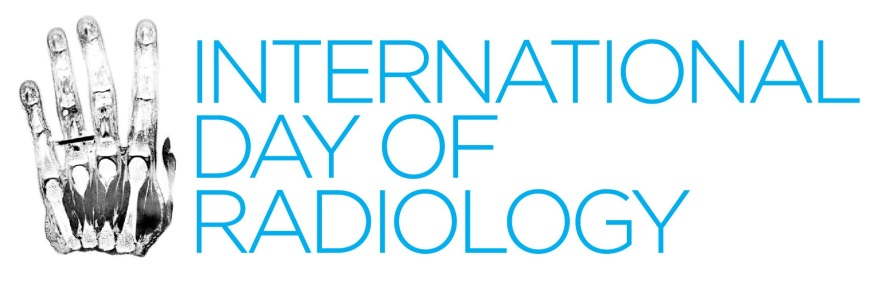 INTERNATIONAL
DAY OF
RADIOLOGY